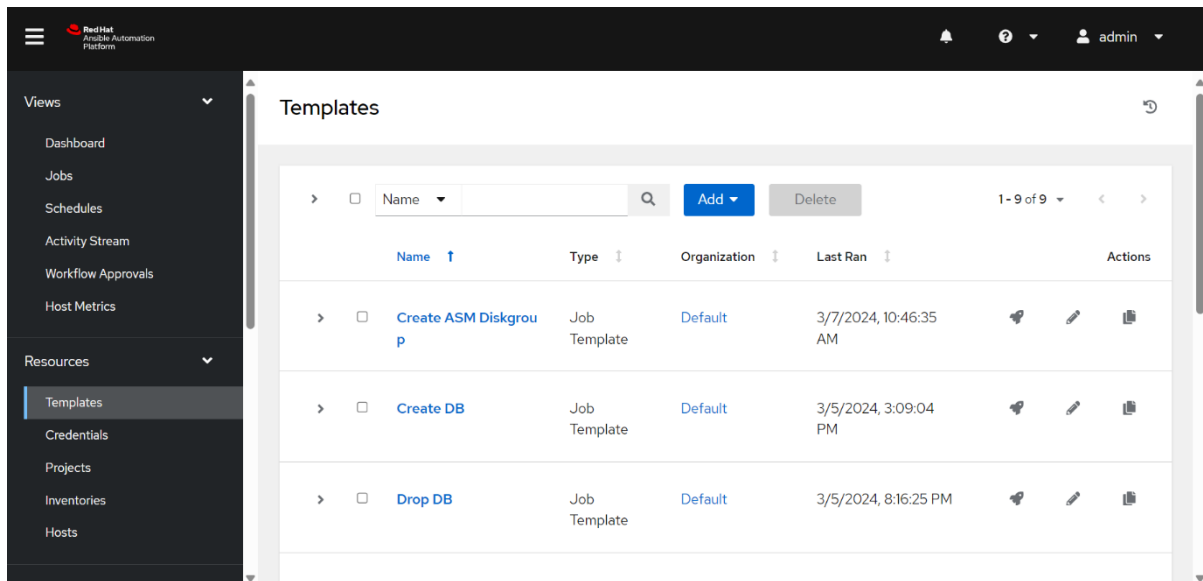 Red Hat
Ansible Automation
Platform
admin
Views
Dashboard
Jobs
Schedules
Activity Stream
Workflow Approvals
Host Metrics
Resources
Templates
Credentials
Projects
Inventories
Hosts
Templates
Name
Add
Delete
1 - 9 of 9
Name Type Organization Last Ran Actions
Create ASM Diskgrou Job Default 3/7/2024, 10:46:35
p Template AM
Create DB Job Default 3/5/2024, 3:09:04
Template PM
Drop DB Job Default 3/5/2024, 8:16:25 PM
Template